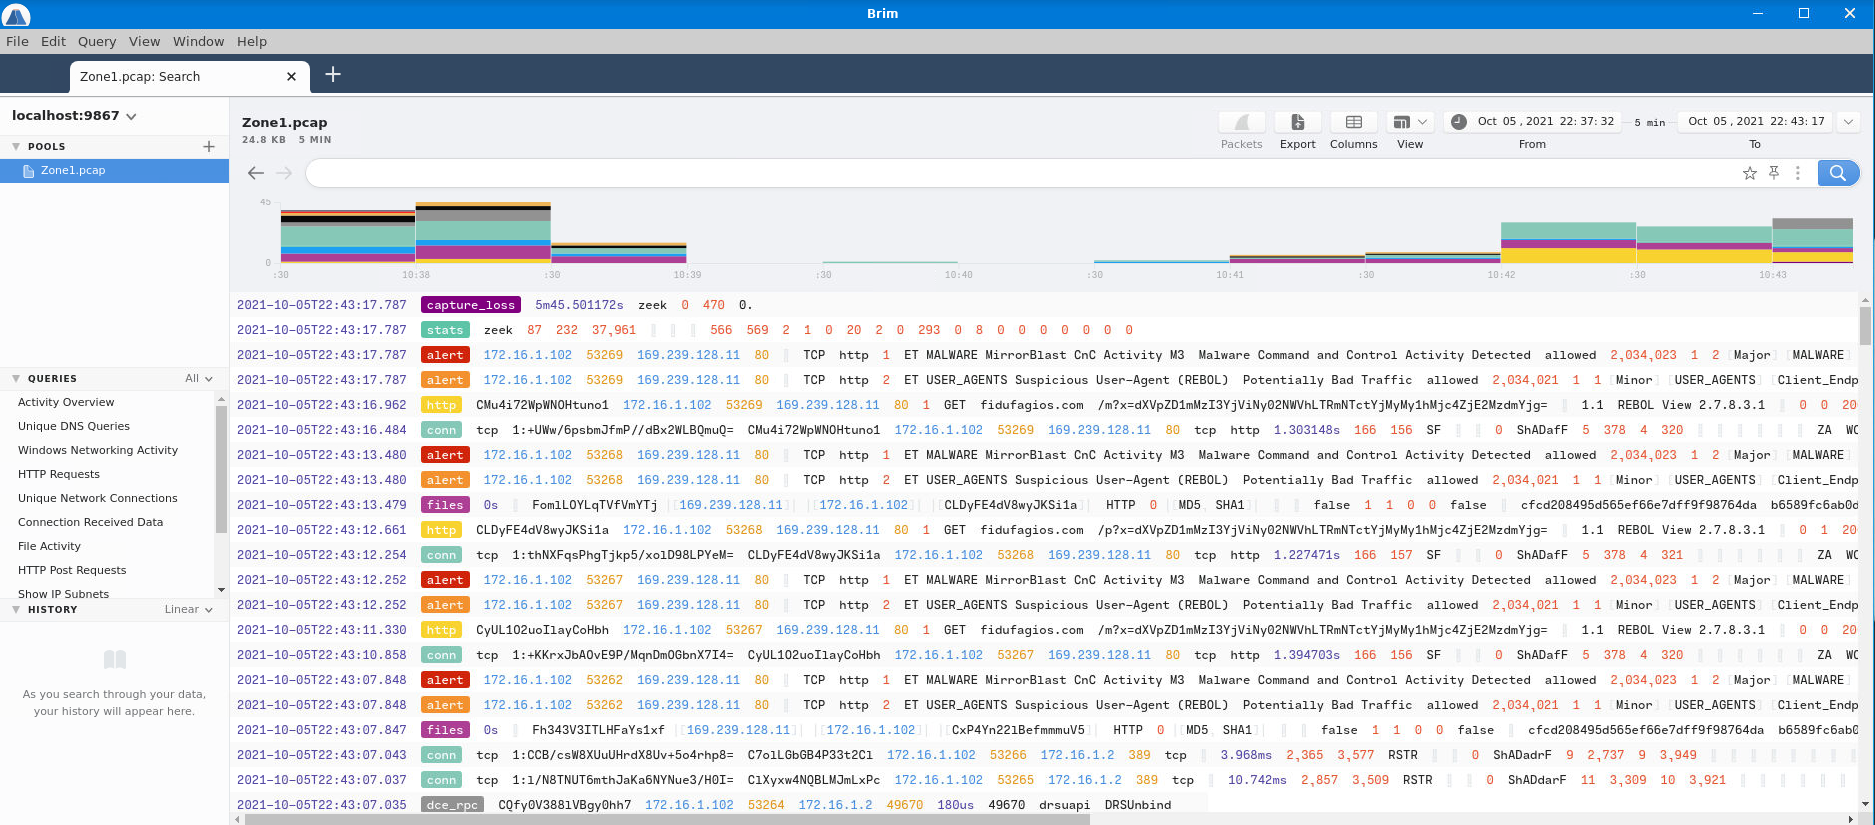 Brim
File Edit Query View Window Help
Zone1.pcap: Search
localhost:9867
POOLS
Zone1.pcap
QUERIES All
Activity Overview
Unique DNS Queries
Windows Networking Activity
HTTP Requests
Unique Network Connections
Connection Received Data
File Activity
HTTP Post Requests
Show IP Subnets
HISTORY Linear
As you search through your data,
your history will appear here.
Zone1.pcap
24.8 KB 5 MIN
Packets Export Columns View
Oct 05 , 2021 22: 37: 32 5 min Oct 05 , 2021 22: 43: 17
From To
45
0
:30 10:38 :30 10:39 :30 10:40 :30 10:41 :30 10:42 :30 10:43
2021-10-05T22:43:17.787 capture_loss 5m45.501172s zeek 0 470 0.
2021-10-05T22:43:17.787 stats zeek 87 232 37,961 566 569 2 1 0 20 2 0 293 0 8 0 0 0 0 0 0 0
2021-10-05T22:43:17.787 alert 172.16.1.102 53269 169.239.128.11 80 TCP http 1 ET MALWARE MirrorBlast CnC Activity M3 Malware Command and Control Activity Detected allowed 2,034,023 1 2 [Major] [MALWARE]
2021-10-05T22:43:17.787 alert 172.16.1.102 53269 169.239.128.11 80 TCP http 2 ET USER_AGENTS Suspicious User-Agent (REBOL) Potentially Bad Traffic allowed 2,034,021 1 1 [Minor] [USER_AGENTS] [Client_Endp
2021-10-05T22:43:16.962 http CMu4i72WpWNOHtuno1 172.16.1.102 53269 169.239.128.11 80 1 GET fidufagios.com /m?x=dXVpZD1mMzI3YjViNy02NWVhLTRmNTctYjMyMy1hMjc4ZjE2MzdmYjg= 1.1 REBOL View 2.7.8.3.1 0 0 20
2021-10-05T22:43:16.484 conn tcp 1:+UWw/6psbmJfmP//dBx2WLBQmuQ= CMu4i72WpWNOHtuno1 172.16.1.102 53269 169.239.128.11 80 tcp http 1.303148s 166 156 SF 0 ShADafF 5 378 4 320 ZA WC
2021-10-05T22:43:13.480 alert 172.16.1.102 53268 169.239.128.11 80 TCP http 1 ET MALWARE MirrorBlast CnC Activity M3 Malware Command and Control Activity Detected allowed 2,034,023 1 2 [Major] [MALWARE]
2021-10-05T22:43:13.480 alert 172.16.1.102 53268 169.239.128.11 80 TCP http 2 ET USER_AGENTS Suspicious User-Agent (REBOL) Potentially Bad Traffic allowed 2,034,021 1 1 [Minor] [USER_AGENTS] [Client_Endp
2021-10-05T22:43:13.479 files 0s FomlLOYLqTVfVmYTj [169.239.128.11] [172.16.1.102] [CLDyFE4dV8wyJKSi1a] HTTP 0 [MD5, SHA1] false 1 1 0 0 false cfcd208495d565ef66e7dff9f98764da b6589fc6ab0d
2021-10-05T22:43:12.661 http CLDyFE4dV8wyJKSi1a 172.16.1.102 53268 169.239.128.11 80 1 GET fidufagios.com /p?x=dXVpZD1mMzI3YjViNy02NWVhLTRmNTctYjMyMy1hMjc4ZjE2MzdmYjg= 1.1 REBOL View 2.7.8.3.1 0 1 20
2021-10-05T22:43:12.254 conn tcp 1:thNXFqsPhgTjkp5/xolD98LPYeM= CLDyFE4dV8wyJKSi1a 172.16.1.102 53268 169.239.128.11 80 tcp http 1.227471s 166 157 SF 0 ShADafF 5 378 4 321 ZA WC
2021-10-05T22:43:12.252 alert 172.16.1.102 53267 169.239.128.11 80 TCP http 1 ET MALWARE MirrorBlast CnC Activity M3 Malware Command and Control Activity Detected allowed 2,034,023 1 2 [Major] [MALWARE]
2021-10-05T22:43:12.252 alert 172.16.1.102 53267 169.239.128.11 80 TCP http 2 ET USER_AGENTS Suspicious User-Agent (REBOL) Potentially Bad Traffic allowed 2,034,021 1 1 [Minor] [USER_AGENTS] [Client_Endp
2021-10-05T22:43:11.330 http CyUL1O2uoIlayCoHbh 172.16.1.102 53267 169.239.128.11 80 1 GET fidufagios.com /m?x=dXVpZD1mMzI3YjViNy02NWVhLTRmNTctYjMyMy1hMjc4ZjE2MzdmYjg= 1.1 REBOL View 2.7.8.3.1 0 0 20
2021-10-05T22:43:10.858 conn tcp 1:+KKrxJbAOvE9P/MqnDmOGbnX7I4= CyUL1O2uoIlayCoHbh 172.16.1.102 53267 169.239.128.11 80 tcp http 1.394703s 166 156 SF 0 ShADafF 5 378 4 320 ZA WC
2021-10-05T22:43:07.848 alert 172.16.1.102 53262 169.239.128.11 80 TCP http 1 ET MALWARE MirrorBlast CnC Activity M3 Malware Command and Control Activity Detected allowed 2,034,023 1 2 [Major] [MALWARE]
2021-10-05T22:43:07.848 alert 172.16.1.102 53262 169.239.128.11 80 TCP http 2 ET USER_AGENTS Suspicious User-Agent (REBOL) Potentially Bad Traffic allowed 2,034,021 1 1 [Minor] [USER_AGENTS] [Client_Endp
2021-10-05T22:43:07.847 files 0s Fh343V3ITLHFaYs1xf [169.239.128.11] [172.16.1.102] [CxP4Yn22lBefmmmuV5] HTTP 0 [MD5, SHA1] false 1 1 0 0 false cfcd208495d565ef66e7dff9f98764da b6589fc6ab0
2021-10-05T22:43:07.043 conn tcp 1:CCB/csW8XUuUHrdX8Uv+5o4rhp8= C7olLGbGB4P33t2Cl 172.16.1.102 53266 172.16.1.2 389 tcp 3.968ms 2,365 3,577 RSTR 0 ShADadrF 9 2,737 9 3,949
2021-10-05T22:43:07.037 conn tcp 1:l/N8TNUT6mthJaKa6NYNue3/H0I= ClXyxw4NQBLMJmLxPc 172.16.1.102 53265 172.16.1.2 389 tcp 10.742ms 2,857 3,509 RSTR 0 ShADdarF 11 3,309 10 3,921
2021-10-05T22:43:07.035 dce_rpc CQfy0V388lVBgy0hh7 172.16.1.102 53264 172.16.1.2 49670 180us 49670 drsuapi DRSUnbind